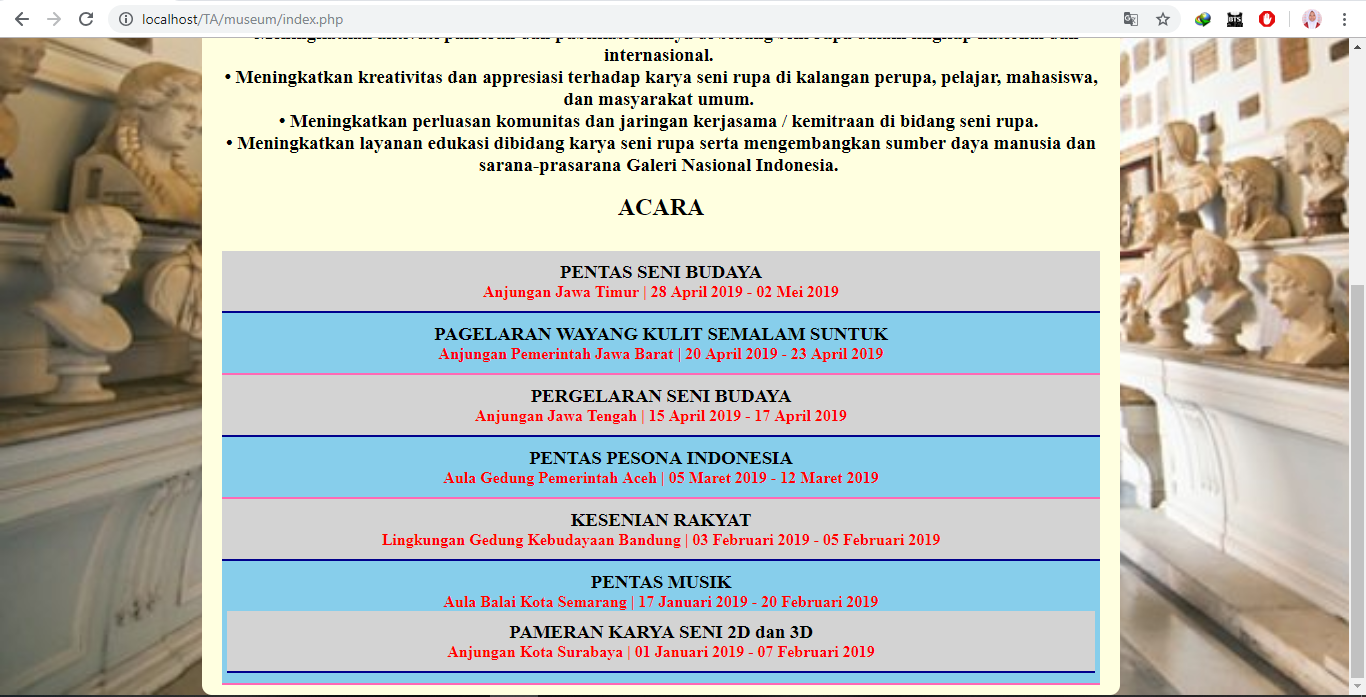 localhost/TA/museum/index.php
BTS
internasional.
• Meningkatkan kreativitas dan appresiasi terhadap karya seni rupa di kalangan perupa, pelajar, mahasiswa,
dan masyarakat umum.
• Meningkatkan perluasan komunitas dan jaringan kerjasama / kemitraan di bidang seni rupa.
• Meningkatkan layanan edukasi dibidang karya seni rupa serta mengembangkan sumber daya manusia dan
sarana-prasarana Galeri Nasional Indonesia.
ACARA
PENTAS SENI BUDAYA
Anjungan Jawa Timur | 28 April 2019 - 02 Mei 2019
PAGELARAN WAYANG KULIT SEMALAM SUNTUK
Anjungan Pemerintah Jawa Barat | 20 April 2019 - 23 April 2019
PERGELARAN SENI BUDAYA
Anjungan Jawa Tengah | 15 April 2019 - 17 April 2019
PENTAS PESONA INDONESIA
Aula Gedung Pemerintah Aceh | 05 Maret 2019 - 12 Maret 2019
KESENIAN RAKYAT
Lingkungan Gedung Kebudayaan Bandung | 03 Februari 2019 - 05 Februari 2019
PENTAS MUSIK
Aula Balai Kota Semarang | 17 Januari 2019 - 20 Februari 2019
PAMERAN KARYA SENI 2D dan 3D
Anjungan Kota Surabaya | 01 Januari 2019 - 07 Februari 2019